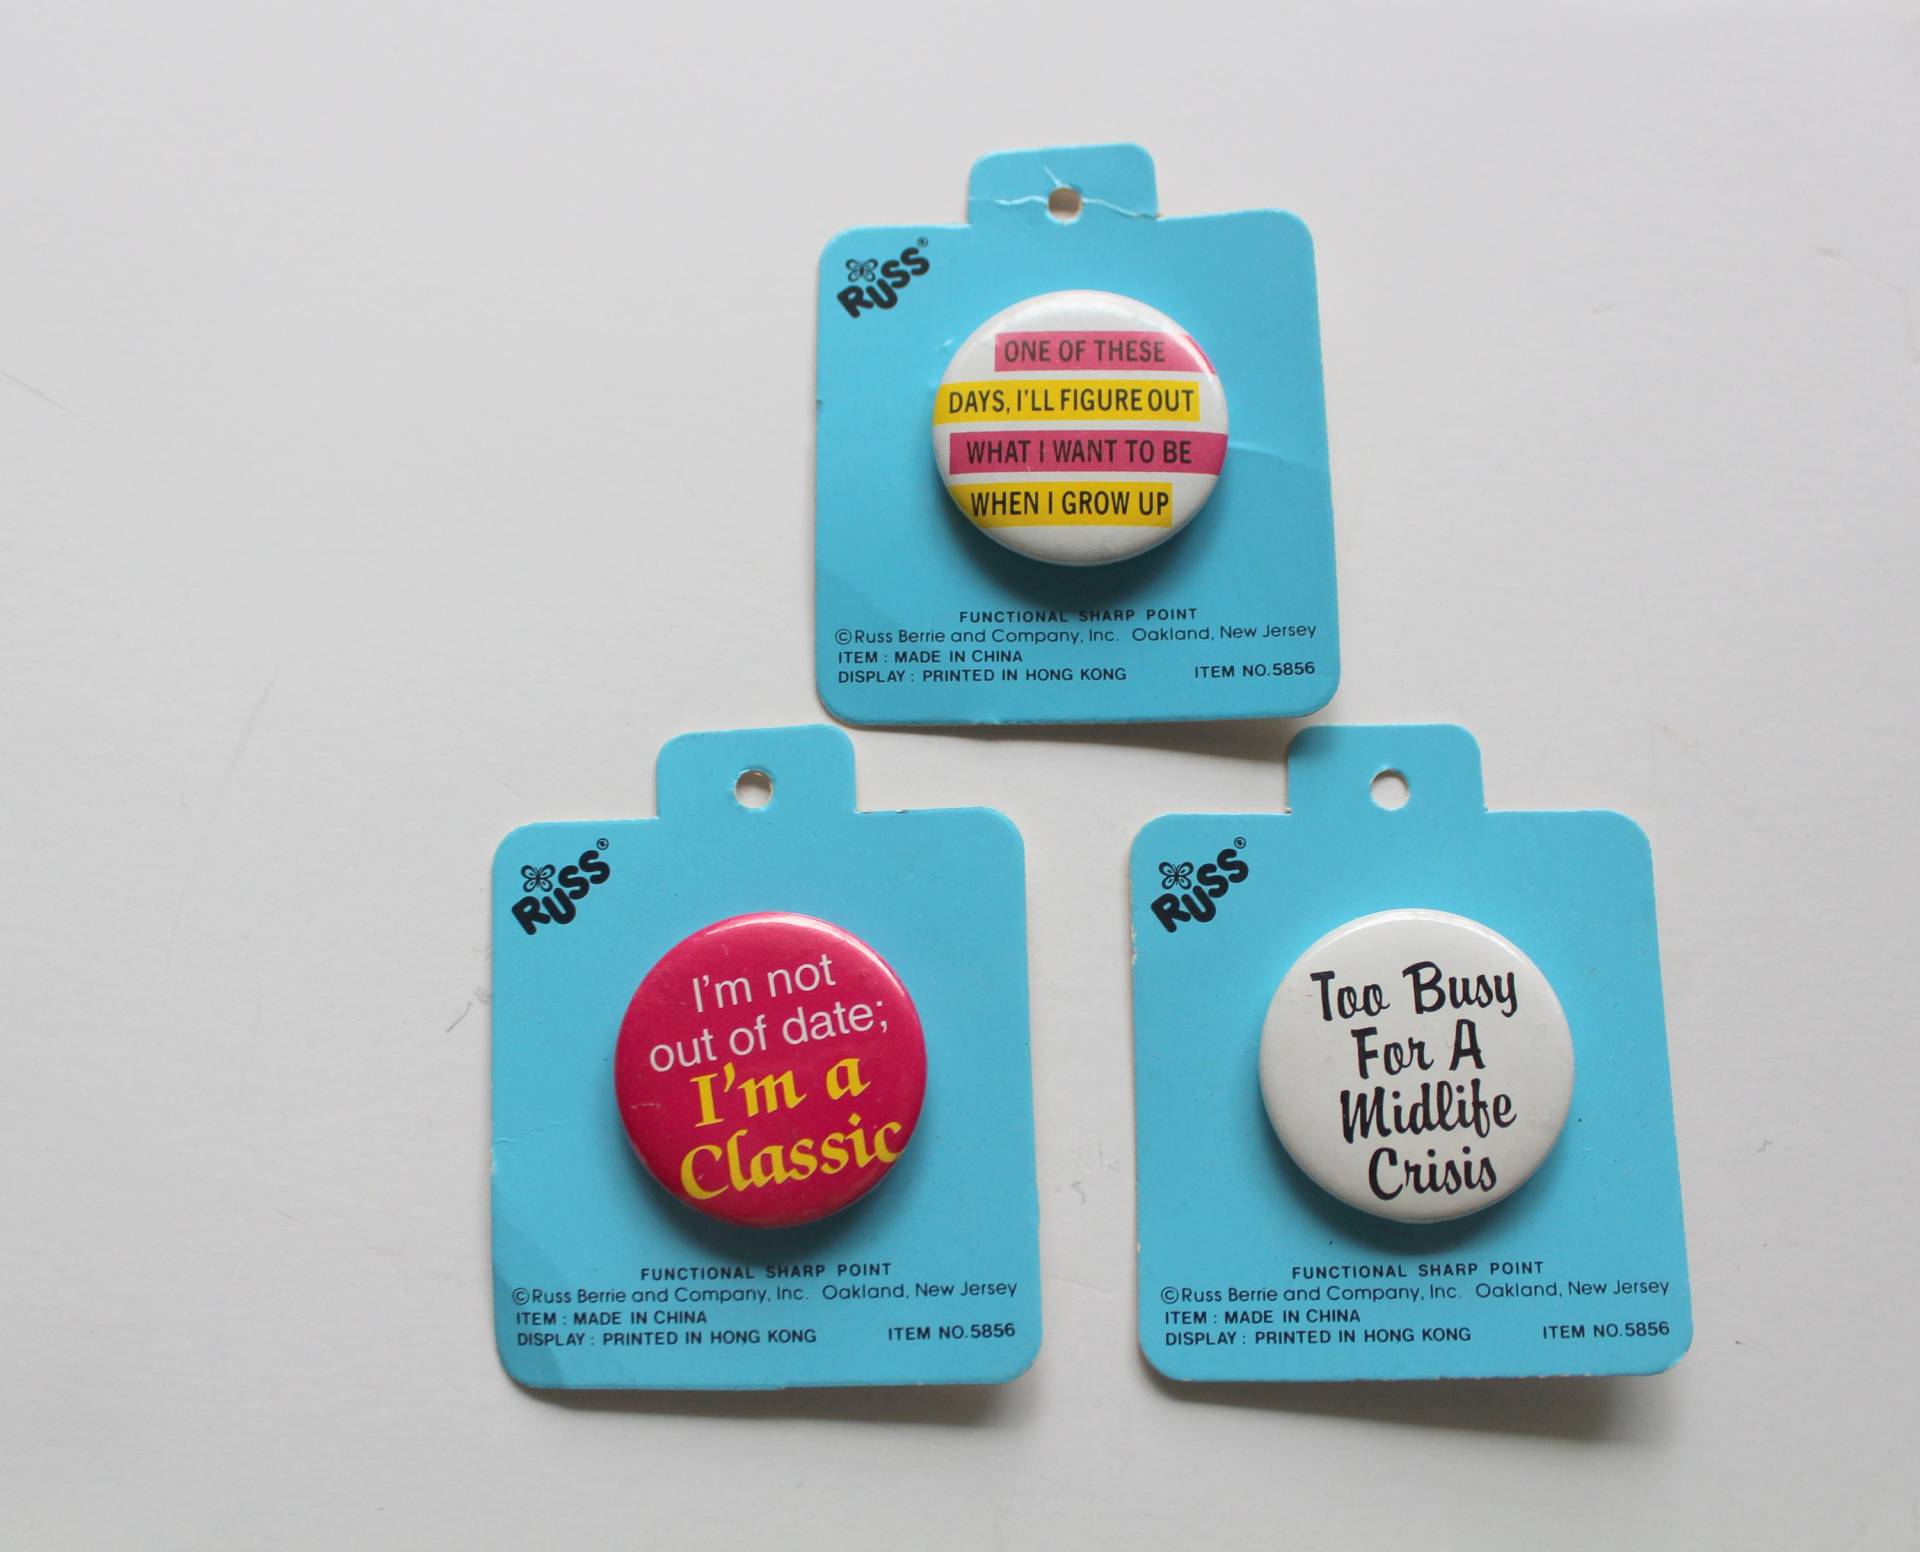 RUSS®
ONE OF THESE
DAYS, I'LL FIGURE OUT
WHAT I WANT TO BE
WHEN I GROW UP
FUNCTIONAL SHARP POINT
©Russ Berrie and Company, Inc. Oakland, New Jersey
ITEM : MADE IN CHINA
DISPLAY : PRINTED IN HONG KONG ITEM NO.5856
RUSS®
I'm not
out of date;
I'm a
Classic
FUNCTIONAL SHARP POINT
©Russ Berrie and Company, Inc. Oakland, New Jersey
ITEM : MADE IN CHINA
DISPLAY : PRINTED IN HONG KONG ITEM NO.5856
RUSS®
Too Busy
For A
Midlife
Crisis
FUNCTIONAL SHARP POINT
©Russ Berrie and Company, Inc. Oakland, New Jersey
ITEM : MADE IN CHINA
DISPLAY : PRINTED IN HONG KONG ITEM NO.5856